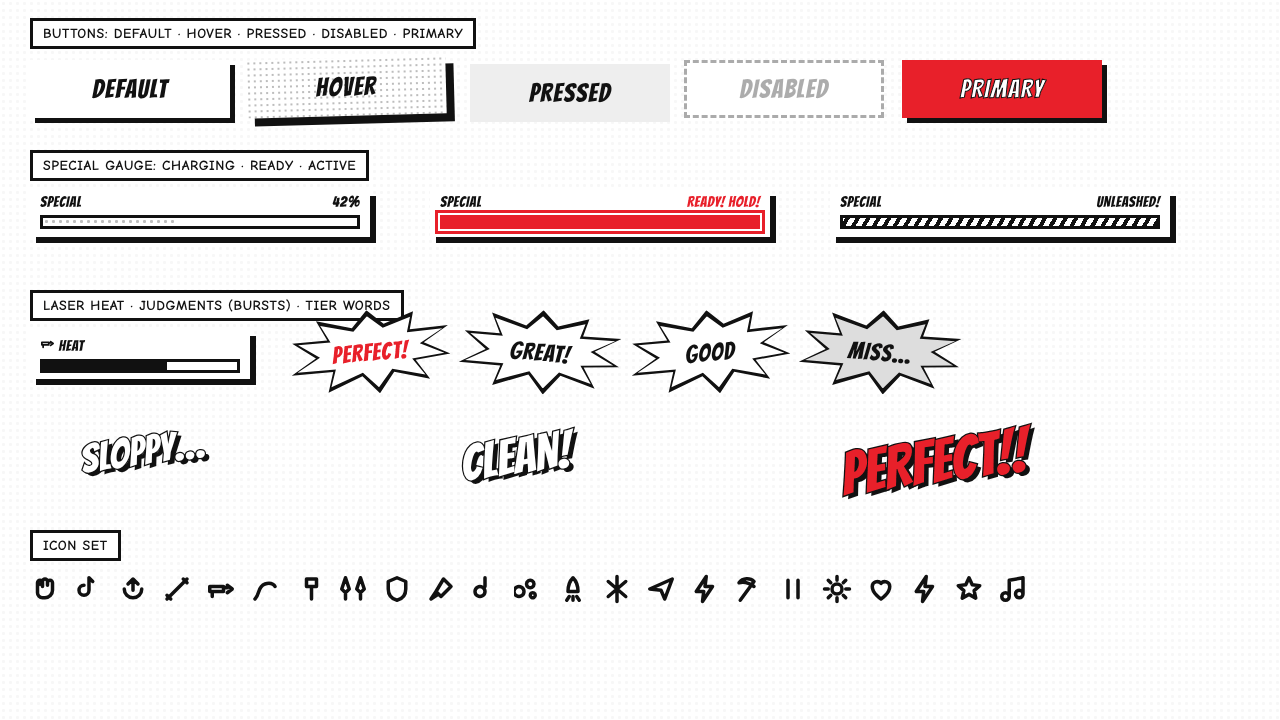 BUTTONS: DEFAULT · HOVER · PRESSED · DISABLED · PRIMARY
DEFAULT
HOVER
PRESSED
DISABLED
PRIMARY
SPECIAL GAUGE: CHARGING · READY · ACTIVE
SPECIAL 42%
SPECIAL READY! HOLD!
SPECIAL UNLEASHED!
LASER HEAT · JUDGMENTS (BURSTS) · TIER WORDS
HEAT
PERFECT!
GREAT!
GOOD
MISS...
SLOPPY...
CLEAN!
PERFECT!!
ICON SET